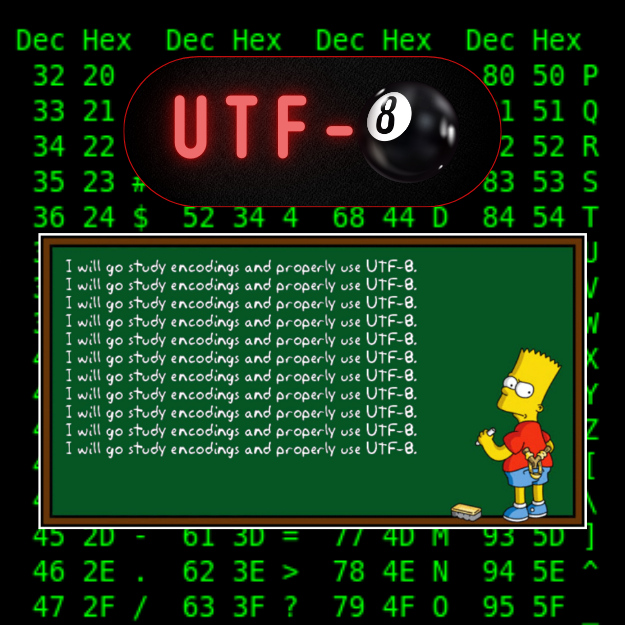 Dec Hex Dec Hex Dec Hex Dec Hex
32 20 80 50 P
33 21 51 Q
34 22 52 R
35 23 # 83 53 S
36 24 $ 52 34 4 68 44 D 84 54 T
UTF-8
I will go study encodings and properly use UTF-8.
I will go study encodings and properly use UTF-8.
I will go study encodings and properly use UTF-8.
I will go study encodings and properly use UTF-8.
I will go study encodings and properly use UTF-8.
I will go study encodings and properly use UTF-8.
I will go study encodings and properly use UTF-8.
I will go study encodings and properly use UTF-8.
I will go study encodings and properly use UTF-8.
I will go study encodings and properly use UTF-8.
I will go study encodings and properly use UTF-8.
U
V
W
X
Y
Z
[
\
45 2D - 61 3D = 77 4D M 93 5D ]
46 2E . 62 3E > 78 4E N 94 5E ^
47 2F / 63 3F ? 79 4F O 95 5F _